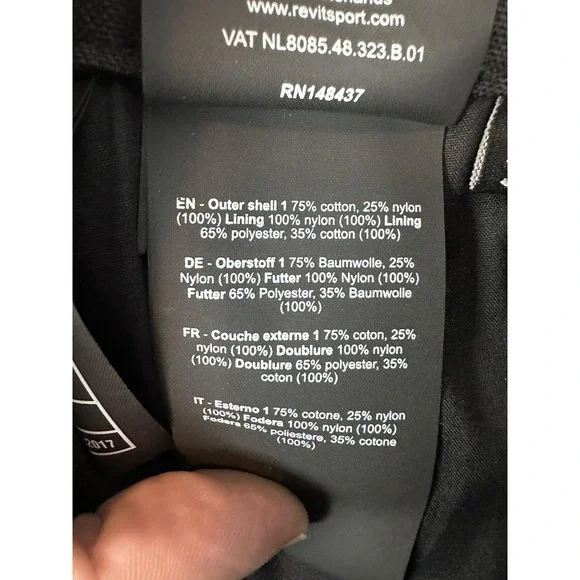 www.revitsport.com
VAT NL8085.48.323.B.01
RN148437
EN - Outer shell 1 75% cotton, 25% nylon
(100%) Lining 100% nylon (100%) Lining
65% polyester, 35% cotton (100%)
DE - Oberstoff 1 75% Baumwolle, 25%
Nylon (100%) Futter 100% Nylon (100%)
Futter 65% Polyester, 35% Baumwolle
(100%)
FR - Couche externe 1 75% coton, 25%
nylon (100%) Doublure 100% nylon
(100%) Doublure 65% polyester, 35%
coton (100%)
IT - Esterno 1 75% cotone, 25% nylon
(100%) Fodera 100% nylon (100%)
Fodera 65% poliestere, 35% cotone
(100%)
2017